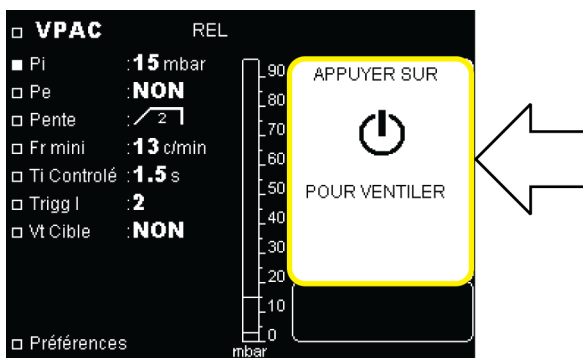 VPAC REL
Pi :15 mbar
Pe :NON
Pente : 2
Fr mini :13 c/min
Ti Controlé :1.5 s
Trigg I :2
Vt Cible :NON
Préférences
90
80
70
60
50
40
30
20
10
0
mbar
APPUYER SUR
POUR VENTILER